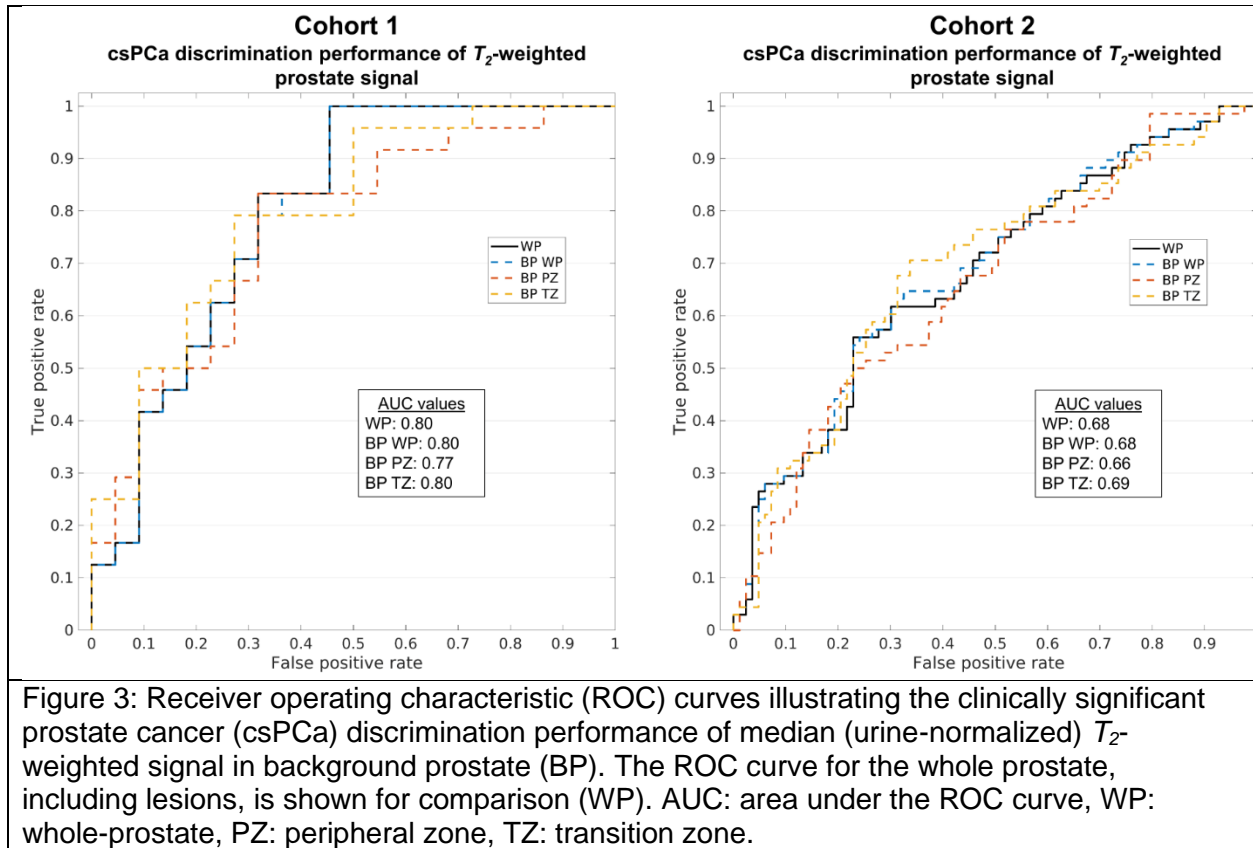 Cohort 1
csPCa discrimination performance of T2-weighted
prostate signal
1
0.9
0.8
0.7
0.6
0.5
0.4
0.3
0.2
0.1
0
True positive rate
WP
BP WP
BP PZ
BP TZ
AUC values
WP: 0.80
BP WP: 0.80
BP PZ: 0.77
BP TZ: 0.80
0 0.1 0.2 0.3 0.4 0.5 0.6 0.7 0.8 0.9 1
False positive rate
Cohort 2
csPCa discrimination performance of T2-weighted
prostate signal
1
0.9
0.8
0.7
0.6
0.5
0.4
0.3
0.2
0.1
0
True positive rate
WP
BP WP
BP PZ
BP TZ
AUC values
WP: 0.68
BP WP: 0.68
BP PZ: 0.66
BP TZ: 0.69
0 0.1 0.2 0.3 0.4 0.5 0.6 0.7 0.8 0.9
False positive rate
Figure 3: Receiver operating characteristic (ROC) curves illustrating the clinically significant
prostate cancer (csPCa) discrimination performance of median (urine-normalized) T2-
weighted signal in background prostate (BP). The ROC curve for the whole prostate,
including lesions, is shown for comparison (WP). AUC: area under the ROC curve, WP:
whole-prostate, PZ: peripheral zone, TZ: transition zone.